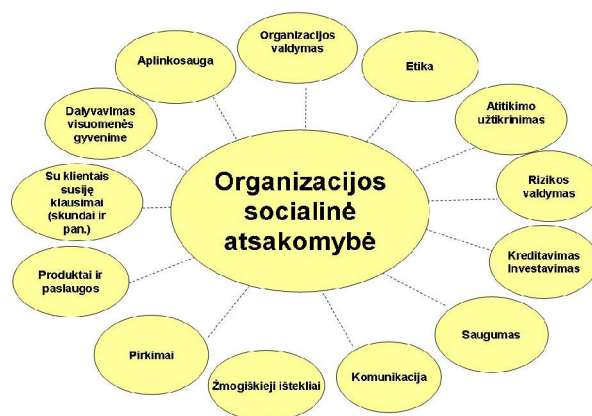 Organizacijos
valdymas
Etika
Atitikimo
užtikrinimas
Rizikos
valdymas
Kreditavimas
Investavimas
Saugumas
Komunikacija
Žmogiškieji ištekliai
Pirkimai
Produktai ir
paslaugos
Su klientais
susiję
klausimai
(skundai ir
pan.)
Dalyvavimas
visuomenės
gyvenime
Aplinkosauga
Organizacijos
socialinė
atsakomybė